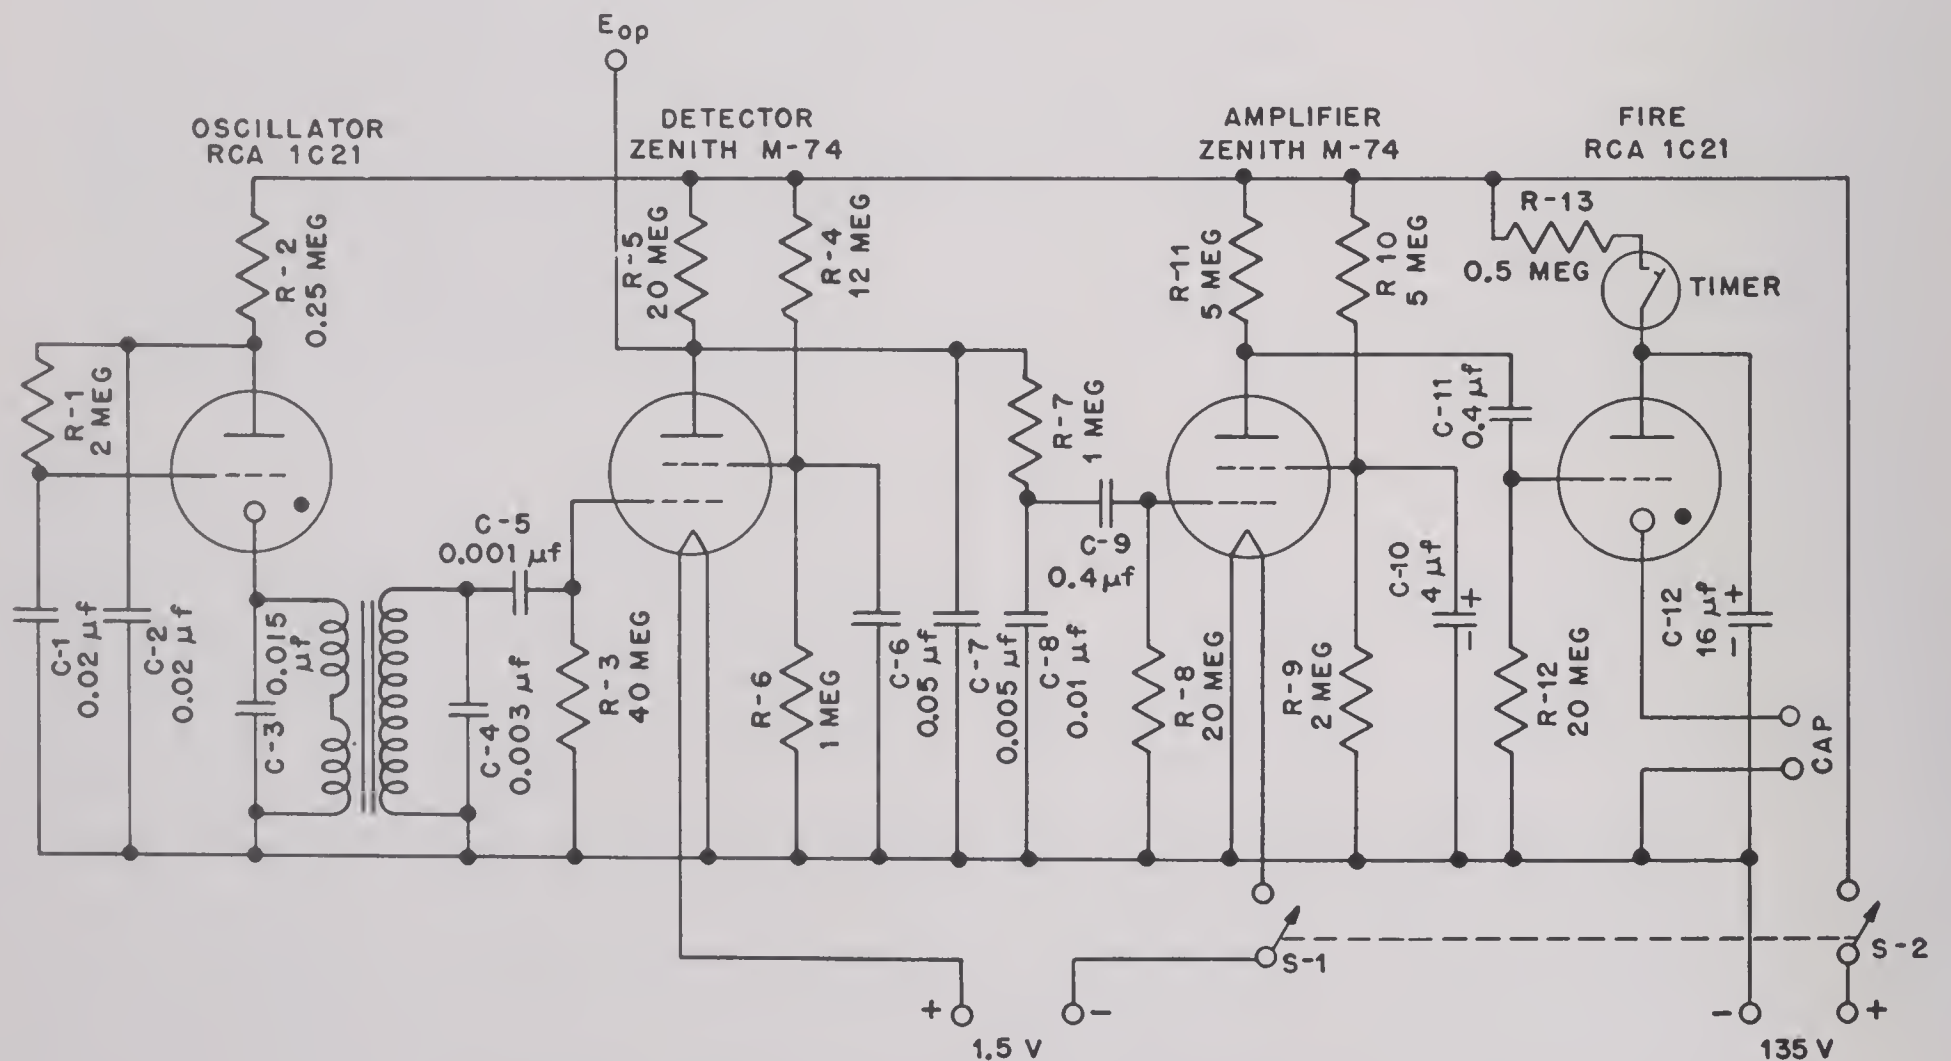 E op
OSCILLATOR
RCA 1C21
DETECTOR
ZENITH M-74
AMPLIFIER
ZENITH M-74
FIRE
RCA 1C21
R-1
2 MEG
R-2
0.25 MEG
R-5
20 MEG
R-4
12 MEG
R-7
1 MEG
R-11
5 MEG
R 10
5 MEG
R-13
0.5 MEG
TIMER
C-11
0.4 µf
C-5
0.001 µf
C-9
0.4 µf
C-1
0.02 µf
C-2
0.02 µf
C-3
0.015
µf
C-4
0.003 µf
R-3
40 MEG
R-6
1 MEG
C-6
0.05 µf
C-7
0.005 µf
C-8
0.01 µf
R-8
20 MEG
R-9
2 MEG
C-10
4 µf
+
-
R-12
20 MEG
C-12
16 µf
+
-
CAP
S-1
S-2
+
-
1.5 V
-
+
135 V